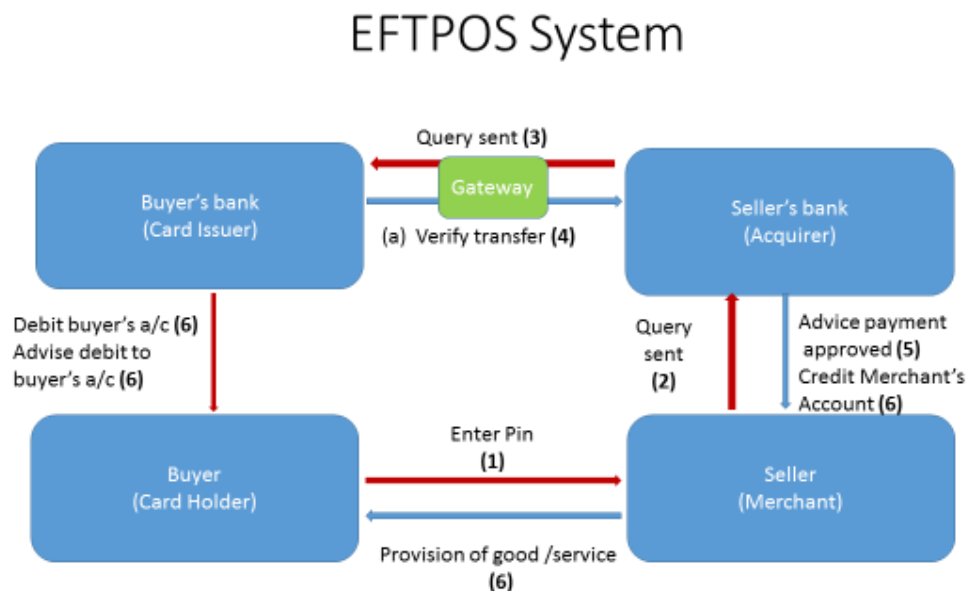 EFTPOS System
Query sent (3)
Gateway
Buyer's bank
(Card Issuer)
Seller's bank
(Acquirer)
(a) Verify transfer (4)
Debit buyer's a/c (6)
Advise debit to
buyer's a/c (6)
Query
sent
(2)
Advice payment
approved (5)
Credit Merchant's
Account (6)
Enter Pin
(1)
Buyer
(Card Holder)
Seller
(Merchant)
Provision of good /service
(6)